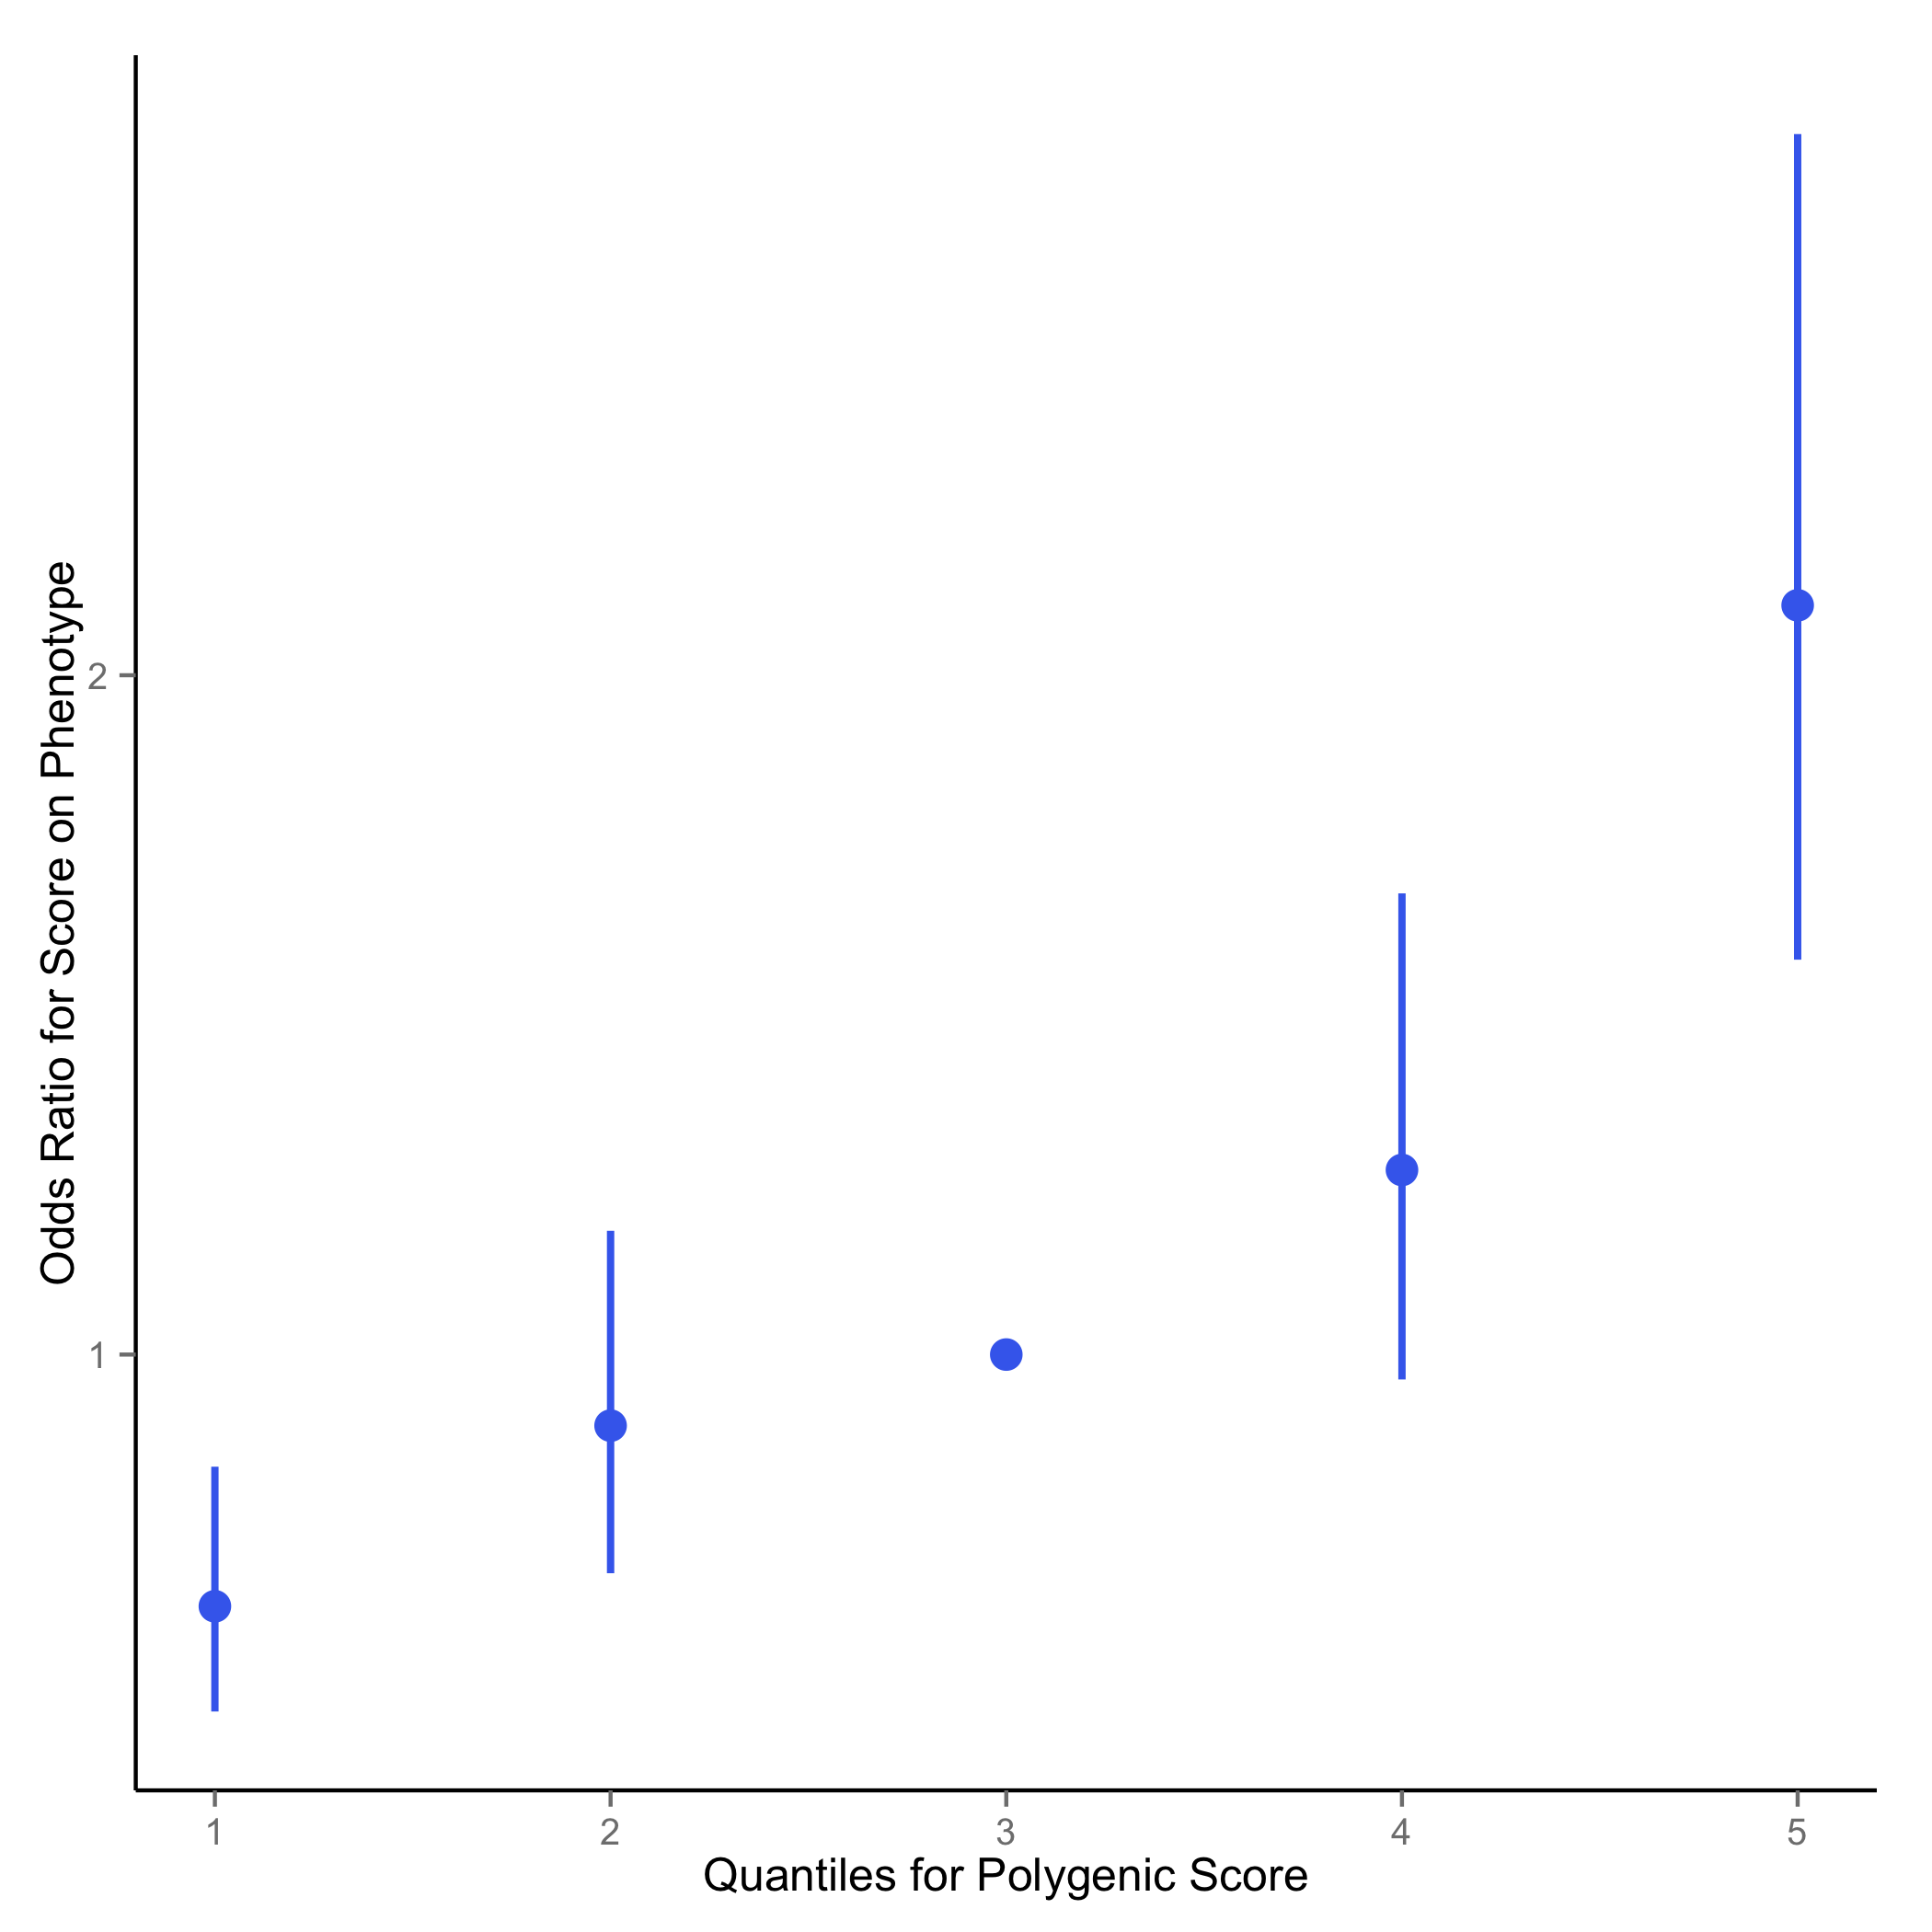 Odds Ratio for Score on Phenotype
2
1
1 2 3 4 5
Quantiles for Polygenic Score